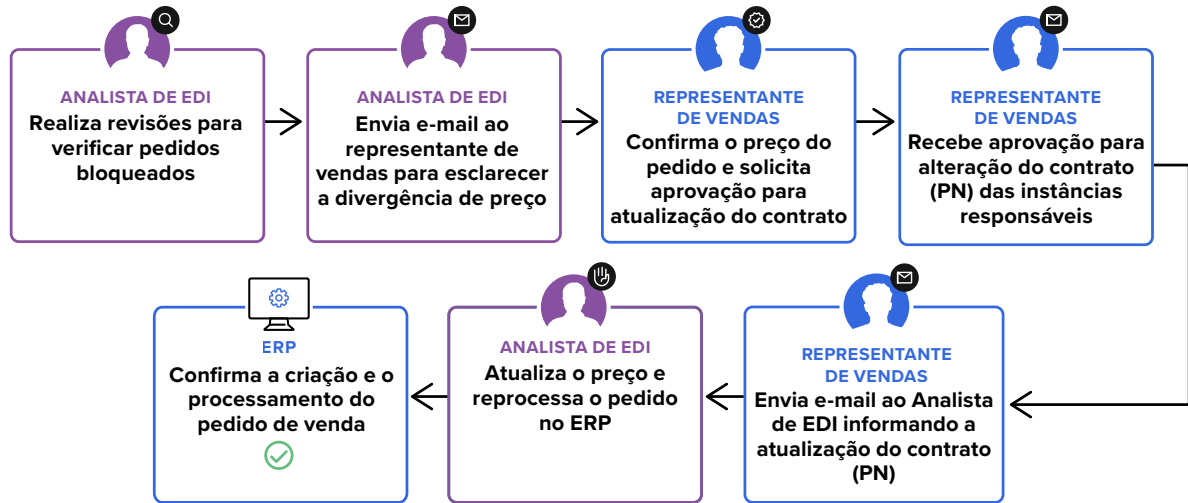 ANALISTA DE EDI
Realiza revisões para
verificar pedidos
bloqueados
ANALISTA DE EDI
Envia e-mail ao
representante de
vendas para esclarecer
a divergência de preço
REPRESENTANTE
DE VENDAS
Confirma o preço do
pedido e solicita
aprovação para
atualização do contrato
REPRESENTANTE
DE VENDAS
Recebe aprovação para
alteração do contrato
(PN) das instâncias
responsáveis
REPRESENTANTE
DE VENDAS
Envia e-mail ao Analista
de EDI informando a
atualização do contrato
(PN)
ANALISTA DE EDI
Atualiza o preço e
reprocessa o pedido
no ERP
ERP
Confirma a criação e o
processamento do
pedido de venda